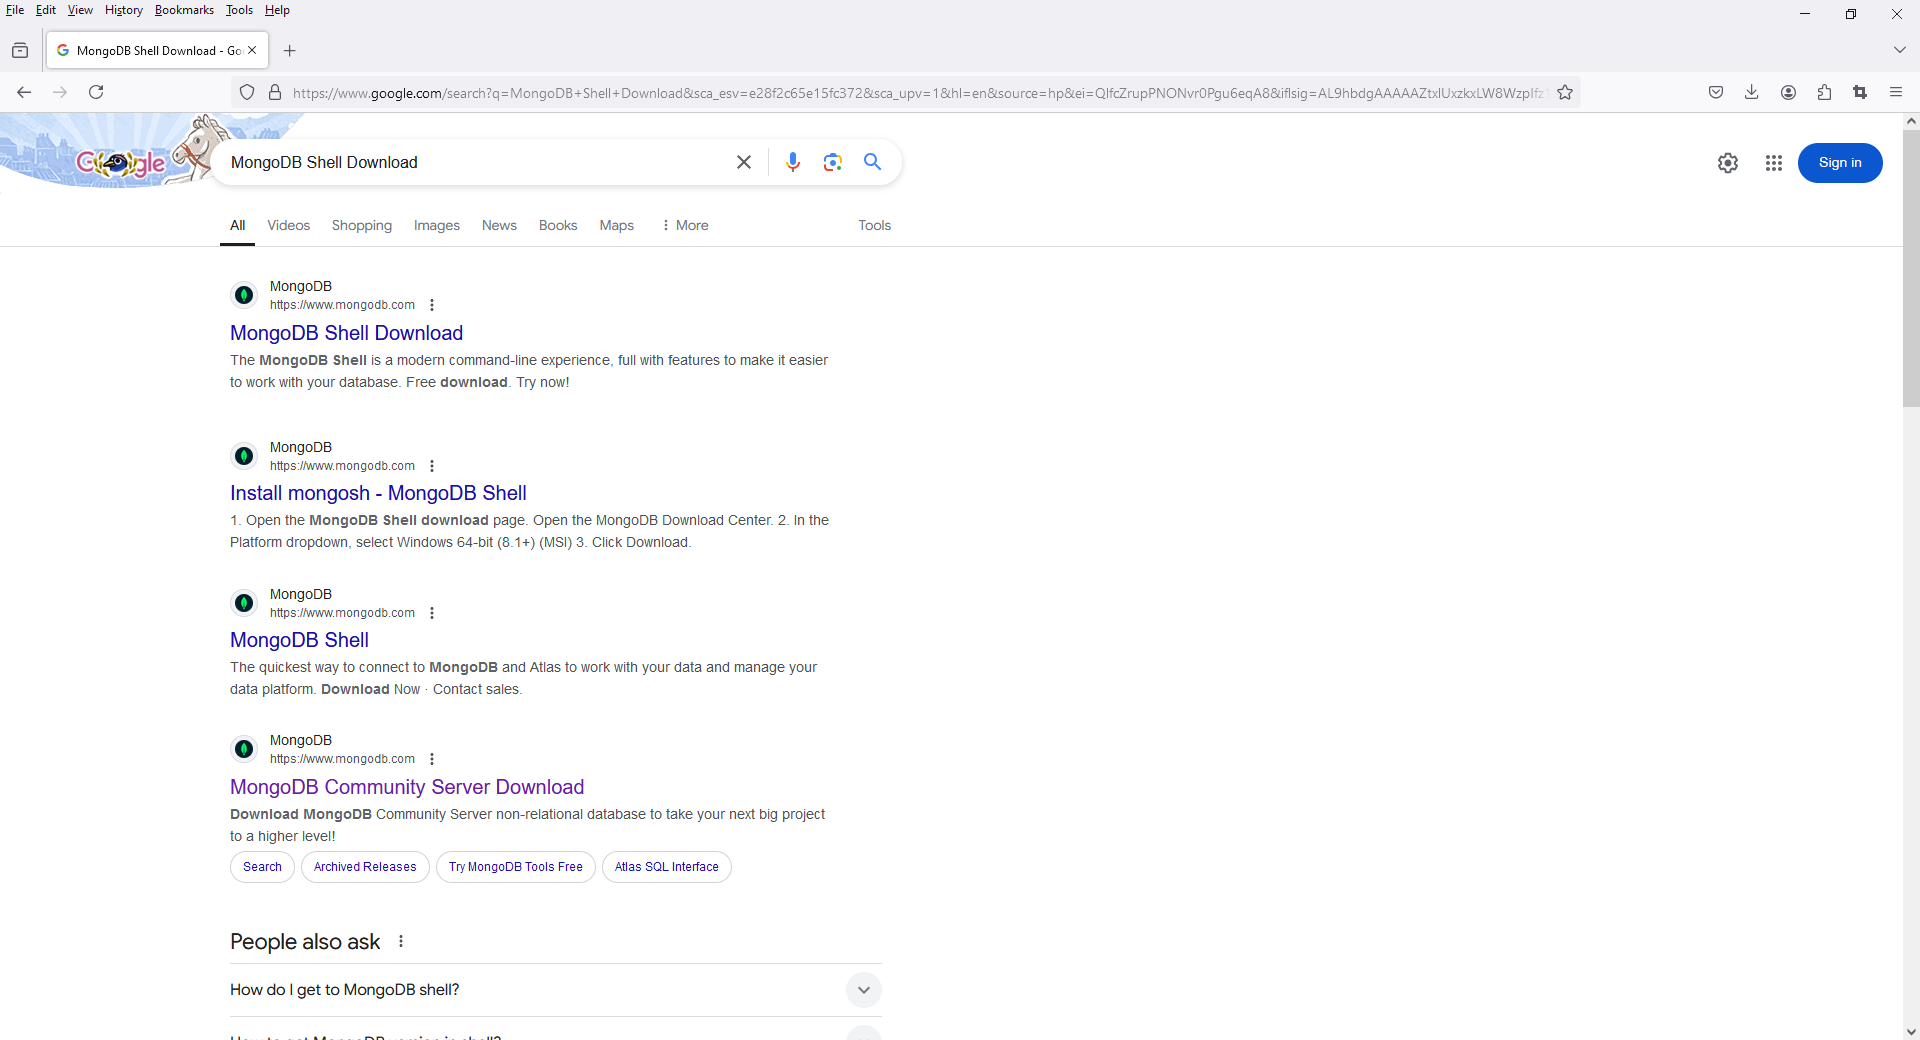 File Edit View History Bookmarks Tools Help
MongoDB Shell Download - Go
https://www.google.com/search?q=MongoDB+Shell+Download&sca_esv=e28f2c65e15fc372&sca_upv=1&hl=en&source=hp&ei=QIfcZrupPNONvr0Pgu6eqA8&iflsig=AL9hbdgAAAAAZtxlUxzkxLW8Wzplfz
Google
MongoDB Shell Download
Sign in
All Videos Shopping Images News Books Maps More Tools
MongoDB
https://www.mongodb.com
MongoDB Shell Download
The MongoDB Shell is a modern command-line experience, full with features to make it easier
to work with your database. Free download. Try now!
MongoDB
https://www.mongodb.com
Install mongosh - MongoDB Shell
1. Open the MongoDB Shell download page. Open the MongoDB Download Center. 2. In the
Platform dropdown, select Windows 64-bit (8.1+) (MSI) 3. Click Download.
MongoDB
https://www.mongodb.com
MongoDB Shell
The quickest way to connect to MongoDB and Atlas to work with your data and manage your
data platform. Download Now · Contact sales.
MongoDB
https://www.mongodb.com
MongoDB Community Server Download
Download MongoDB Community Server non-relational database to take your next big project
to a higher level!
Search Archived Releases Try MongoDB Tools Free Atlas SQL Interface
People also ask
How do I get to MongoDB shell?
How to get MongoDB version in shell?